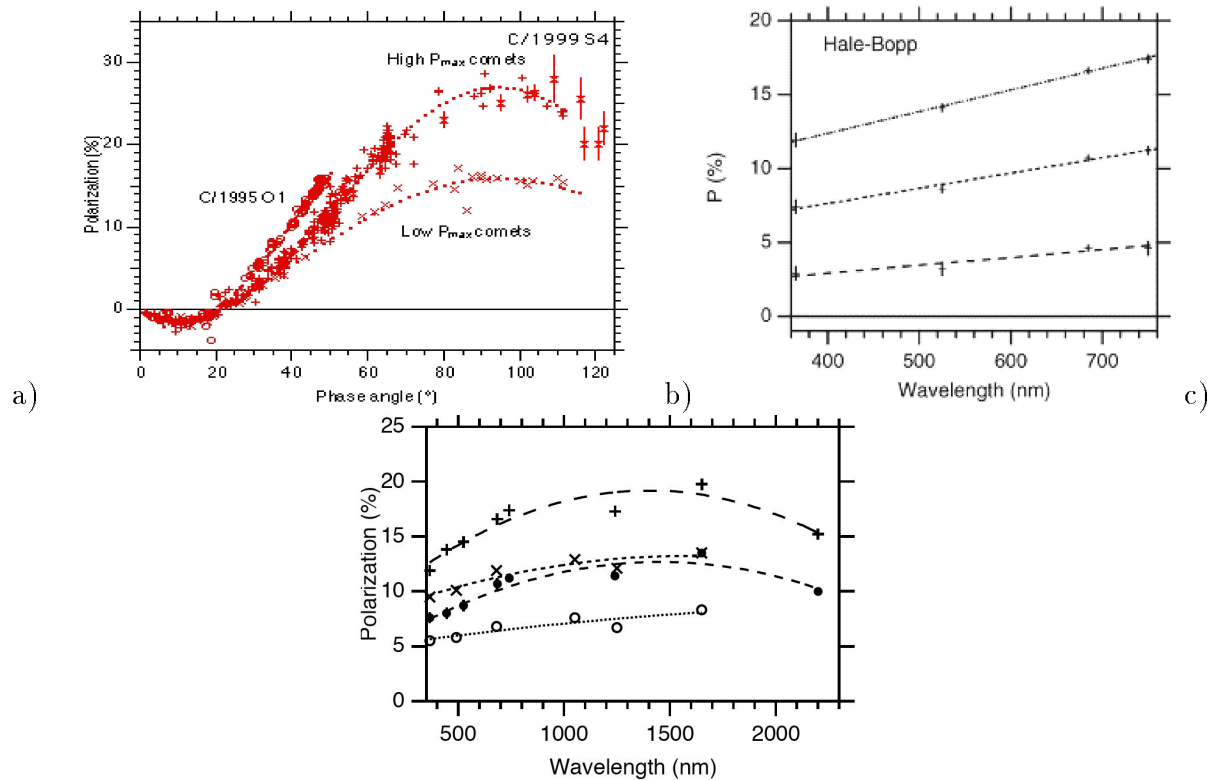 C/1999 S4
High Pmax comets
30
20
10
0
Polarization (%)
C/1995 O1
Low Pmax comets
0 20 40 60 80 100 120
Phase angle (°)
a)
20
15
10
5
0
P (%)
Hale-Bopp
400 500 600 700
Wavelength (nm)
b)
c)
25
20
15
10
5
0
Polarization (%)
500 1000 1500 2000
Wavelength (nm)